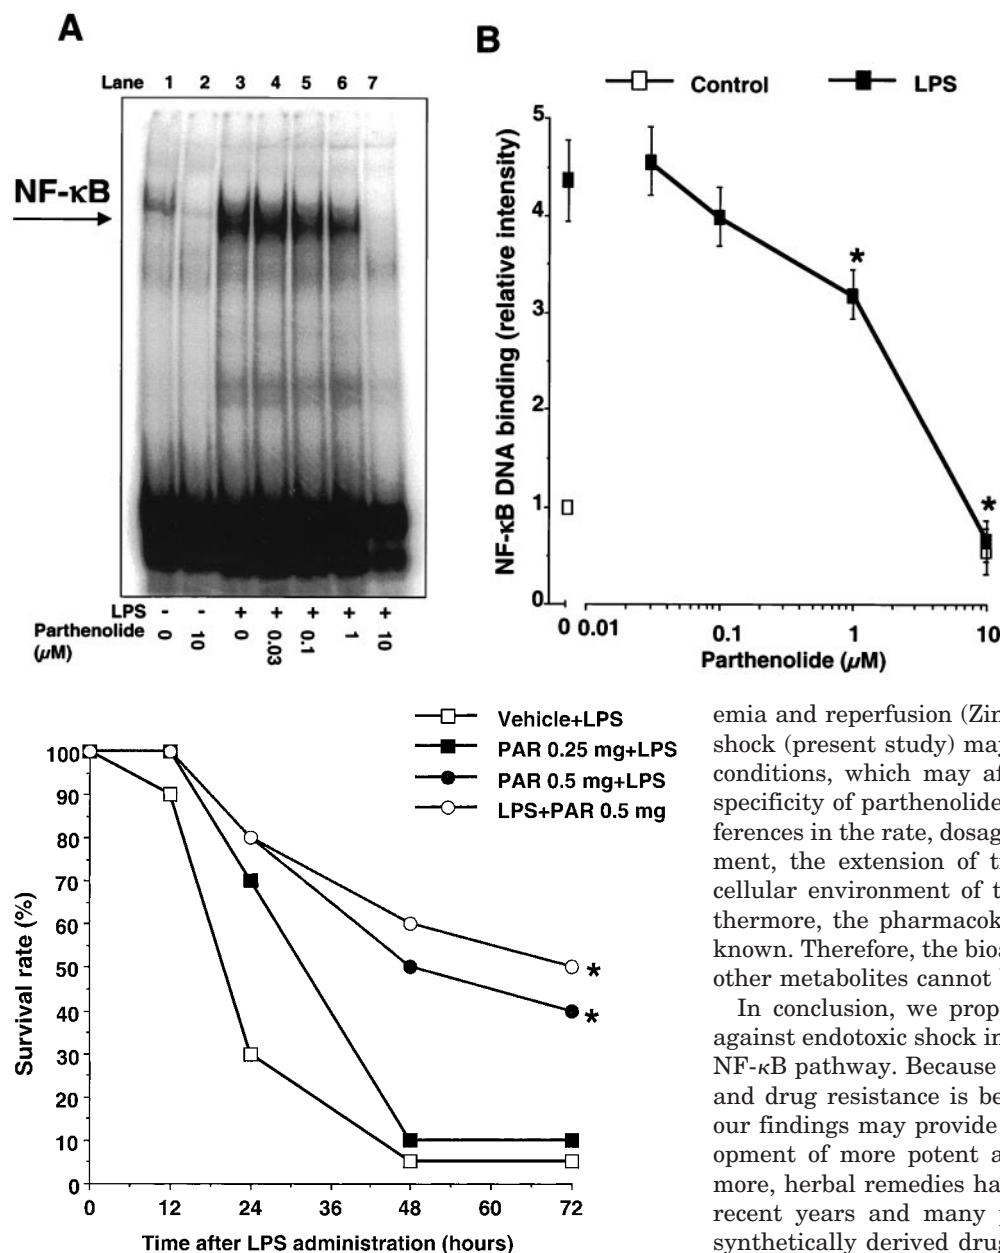 A
Lane 1 2 3 4 5 6 7
NF-κB
LPS - - + + + + +
Parthenolide (μM) 0 10 0 0.03 0.1 1 10
B
Control LPS
NF-κB DNA binding (relative intensity)
5
4
3
2
1
0
*
*
0 0.01 0.1 1 10
Parthenolide (μM)
Vehicle+LPS
PAR 0.25 mg+LPS
PAR 0.5 mg+LPS
LPS+PAR 0.5 mg
Survival rate (%)
100
90
80
70
60
50
40
30
20
10
0
*
*
0 12 24 36 48 60 72
Time after LPS administration (hours)
emia and reperfusion (Zin
shock (present study) may
conditions, which may af
specificity of parthenolide
ferences in the rate, dosag
ment, the extension of t
cellular environment of t
thermore, the pharmacok
known. Therefore, the bioa
other metabolites cannot
In conclusion, we prop
against endotoxic shock in
NF-κB pathway. Because
and drug resistance is be
our findings may provide
opment of more potent a
more, herbal remedies ha
recent years and many
synthetically derived drug